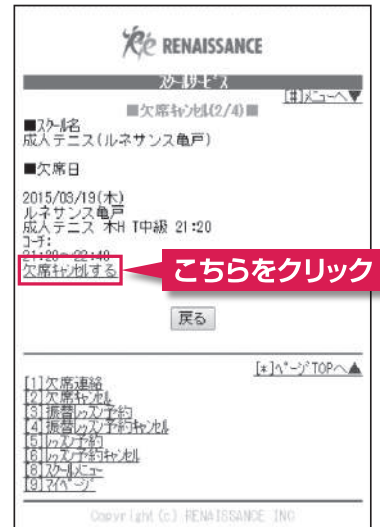 RENAISSANCE
ｽｸｰﾙｻｰﾋﾞｽ
[#]ﾒﾆｭｰへ▼
■欠席ｷｬﾝｾﾙ(2/4)■
■ｽｸｰﾙ名
成人テニス(ルネサンス亀戸)
■欠席日
2015/03/19(木)
ルネサンス亀戸
成人テニス 木H T中級 21:20
ｺｰﾁ:
21:20～22:40
欠席ｷｬﾝｾﾙする
こちらをクリック
戻る
[*]ﾍﾟｰｼﾞTOPへ▲
[1]欠席連絡
[2]欠席ｷｬﾝｾﾙ
[3]振替ﾚｯｽﾝ予約
[4]振替ﾚｯｽﾝ予約ｷｬﾝｾﾙ
[5]ﾚｯｽﾝ予約
[6]ﾚｯｽﾝ予約ｷｬﾝｾﾙ
[8]ｽｸｰﾙﾒﾆｭｰ
[9]ﾏｲﾍﾟｰｼﾞ
Copyright(c) RENAISSANCE INC